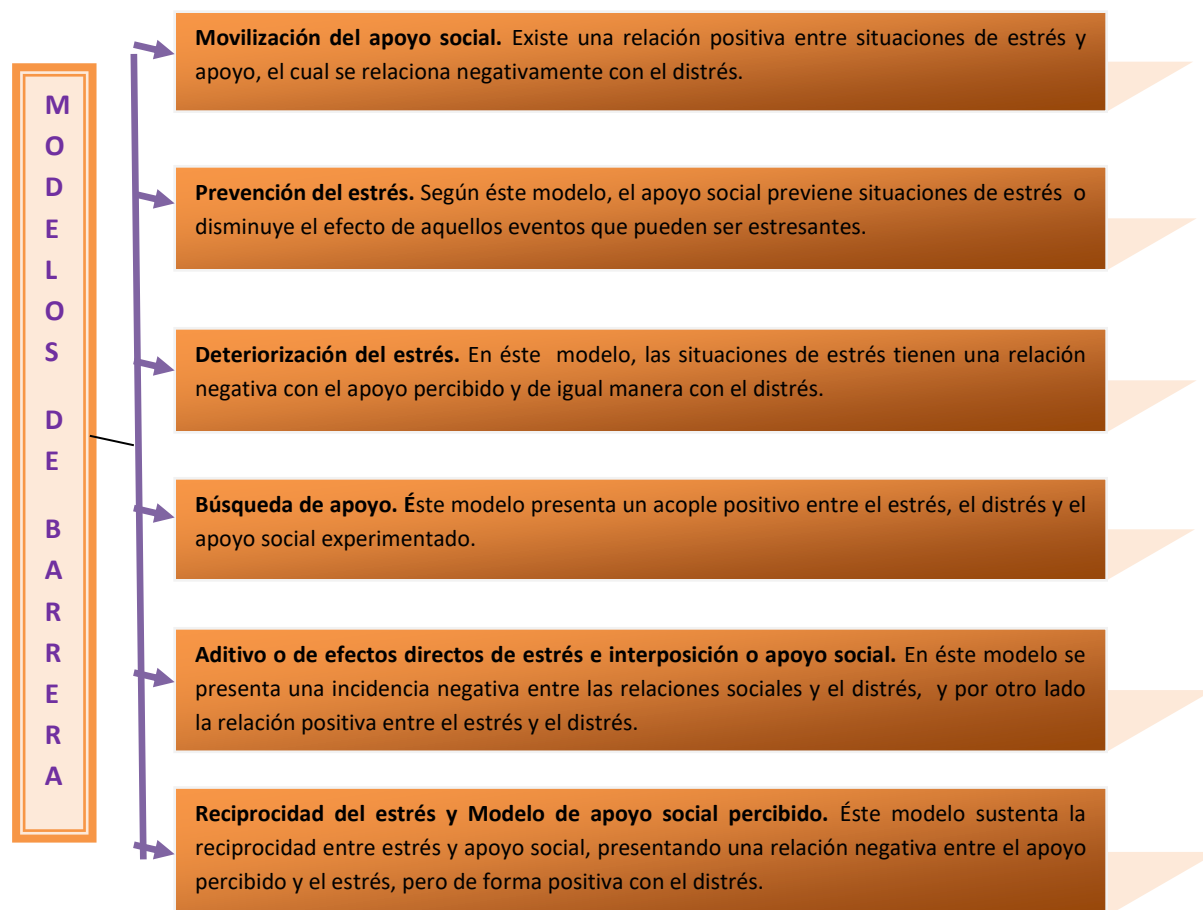 MODELOS DE BARRERA
Movilización del apoyo social. Existe una relación positiva entre situaciones de estrés y
apoyo, el cual se relaciona negativamente con el distrés.
Prevención del estrés. Según éste modelo, el apoyo social previene situaciones de estrés o
disminuye el efecto de aquellos eventos que pueden ser estresantes.
Deteriorización del estrés. En éste modelo, las situaciones de estrés tienen una relación
negativa con el apoyo percibido y de igual manera con el distrés.
Búsqueda de apoyo. Éste modelo presenta un acople positivo entre el estrés, el distrés y el
apoyo social experimentado.
Aditivo o de efectos directos de estrés e interposición o apoyo social. En éste modelo se
presenta una incidencia negativa entre las relaciones sociales y el distrés, y por otro lado
la relación positiva entre el estrés y el distrés.
Reciprocidad del estrés y Modelo de apoyo social percibido. Éste modelo sustenta la
reciprocidad entre estrés y apoyo social, presentando una relación negativa entre el apoyo
percibido y el estrés, pero de forma positiva con el distrés.